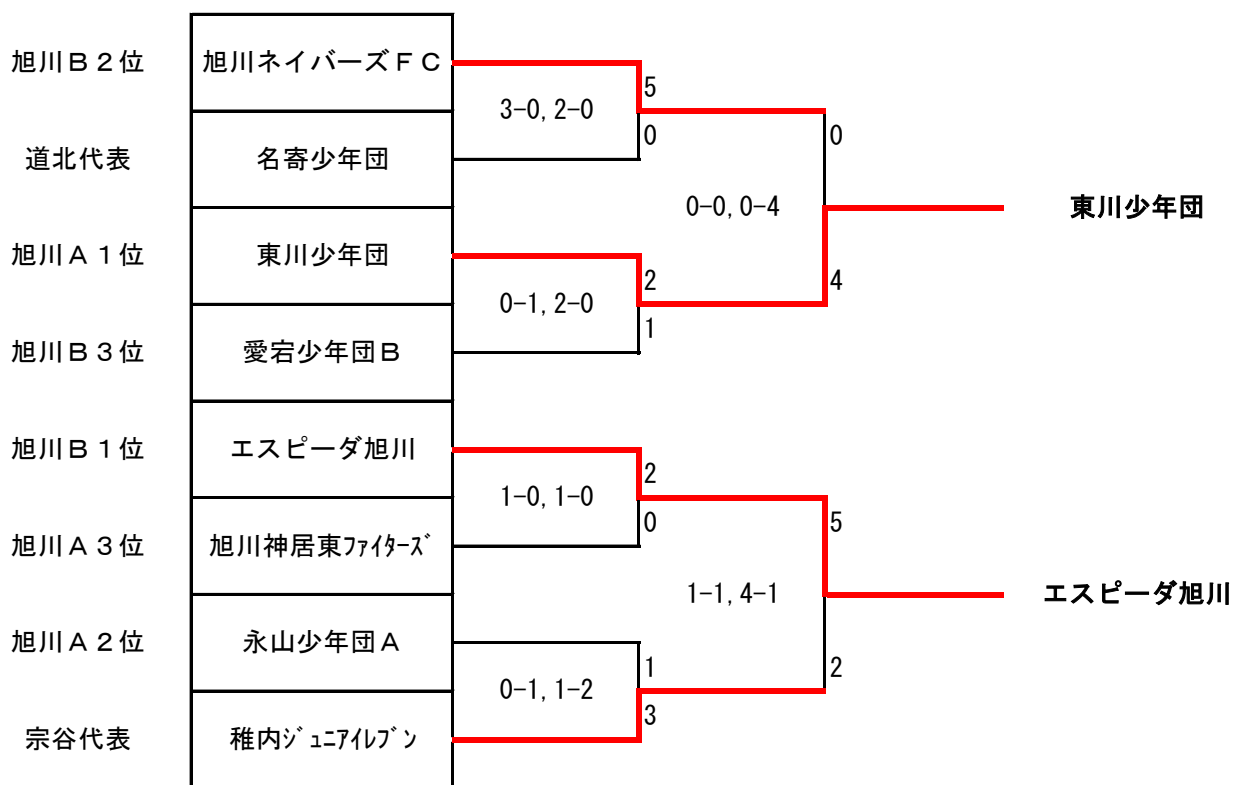 旭川Ｂ２位
旭川ネイバーズＦＣ
3-0,2-0
5
0
道北代表
名寄少年団
0-0,0-4
0
4
東川少年団
旭川Ａ１位
東川少年団
0-1,2-0
2
1
旭川Ｂ３位
愛宕少年団Ｂ
旭川Ｂ１位
エスピーダ旭川
1-0,1-0
2
0
旭川Ａ３位
旭川神居東ﾌｧｲﾀｰｽﾞ
1-1,4-1
5
2
エスピーダ旭川
旭川Ａ２位
永山少年団Ａ
0-1,1-2
1
3
宗谷代表
稚内ｼﾞｭﾆｱｲﾚﾌﾞﾝ